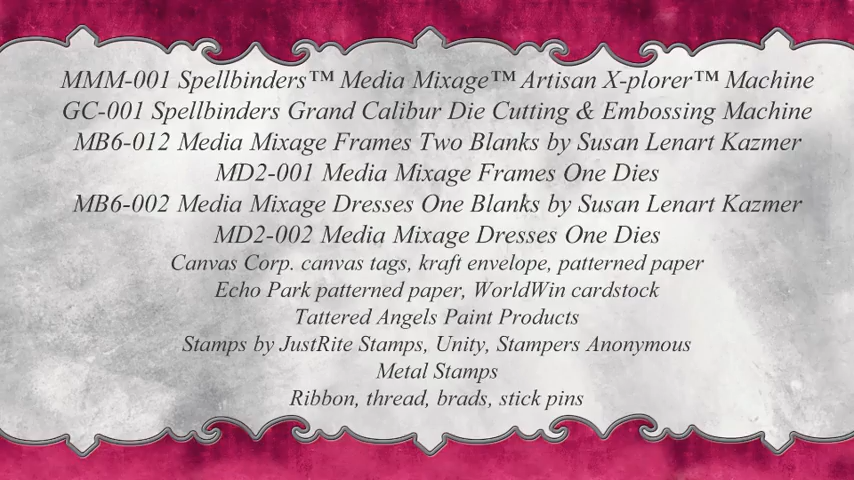 MMM-001 Spellbinders™ Media Mixage™ Artisan X-plorer™ Machine
GC-001 Spellbinders Grand Calibur Die Cutting & Embossing Machine
MB6-012 Media Mixage Frames Two Blanks by Susan Lenart Kazmer
MD2-001 Media Mixage Frames One Dies
MB6-002 Media Mixage Dresses One Blanks by Susan Lenart Kazmer
MD2-002 Media Mixage Dresses One Dies
Canvas Corp. canvas tags, kraft envelope, patterned paper
Echo Park patterned paper, WorldWin cardstock
Tattered Angels Paint Products
Stamps by JustRite Stamps, Unity, Stampers Anonymous
Metal Stamps
Ribbon, thread, brads, stick pins